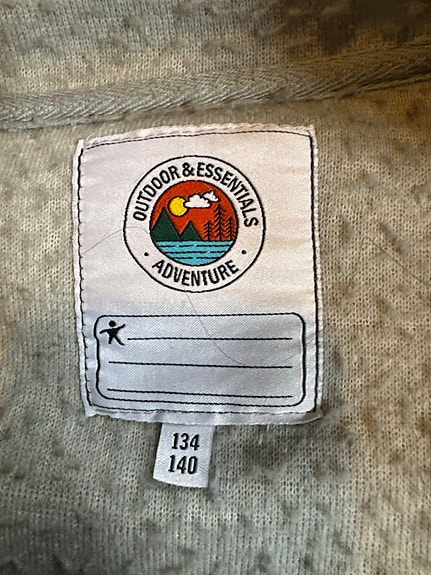 OUTDOOR & ESSENTIALS
• ADVENTURE •
134
140